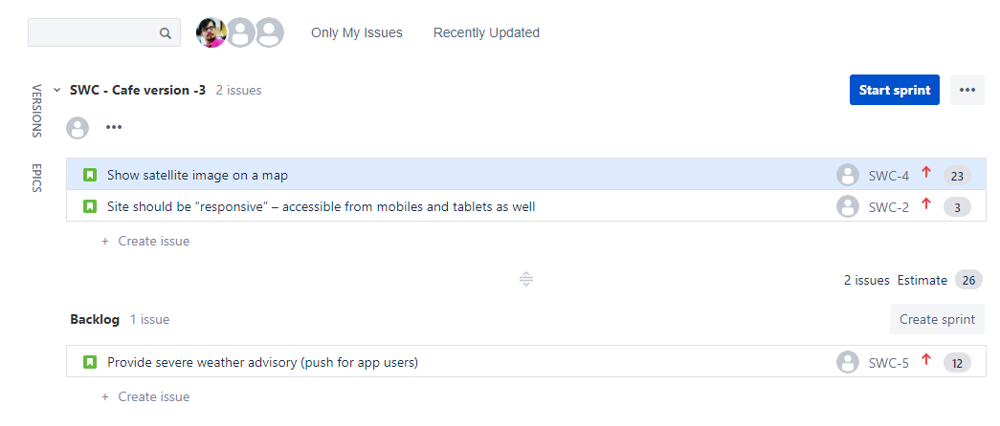 Only My Issues Recently Updated
VERSIONS
EPICS
SWC - Cafe version -3 2 issues Start sprint
Show satellite image on a map SWC-4 23
Site should be “responsive” – accessible from mobiles and tablets as well SWC-2 3
+ Create issue
2 issues Estimate 26
Backlog 1 issue Create sprint
Provide severe weather advisory (push for app users) SWC-5 12
+ Create issue